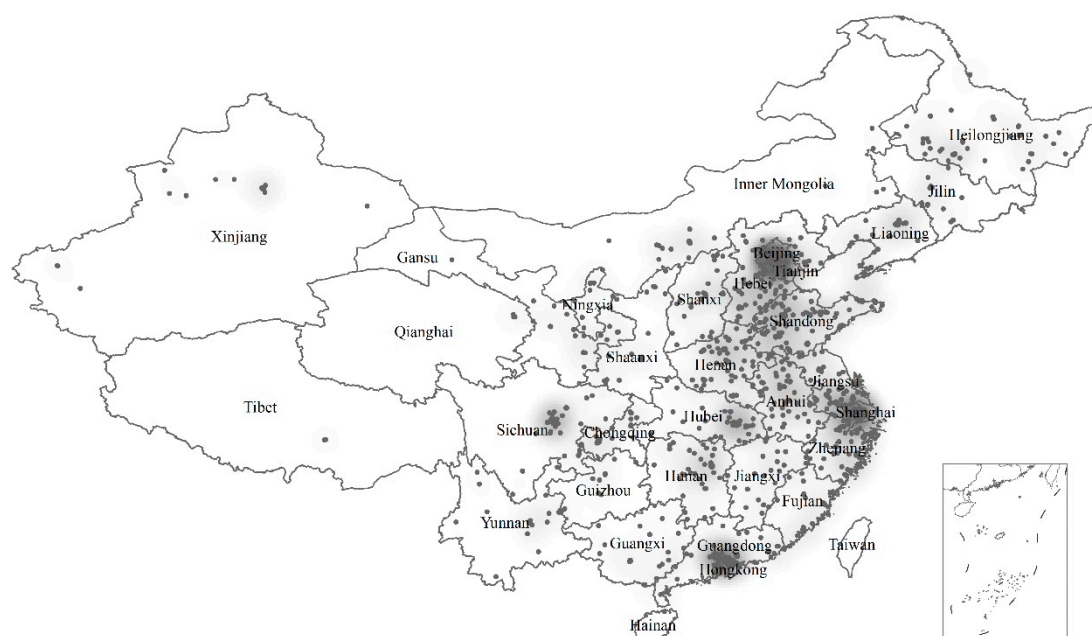 Heilongjiang
Inner Mongolia
Jilin
Xinjiang
Liaoning
Gansu
Beijing
Tianjin
Hebei
Ningxia
Shanxi
Qianghai
Shandong
Shaanxi
Henan
Jiangsu
Tibet
Anhui
Shanghai
Hubei
Sichuan
Chongqing
Zhejiang
Hunan
Jiangxi
Guizhou
Fujian
Yunnan
Guangxi
Guangdong
Taiwan
Hongkong
Hainan